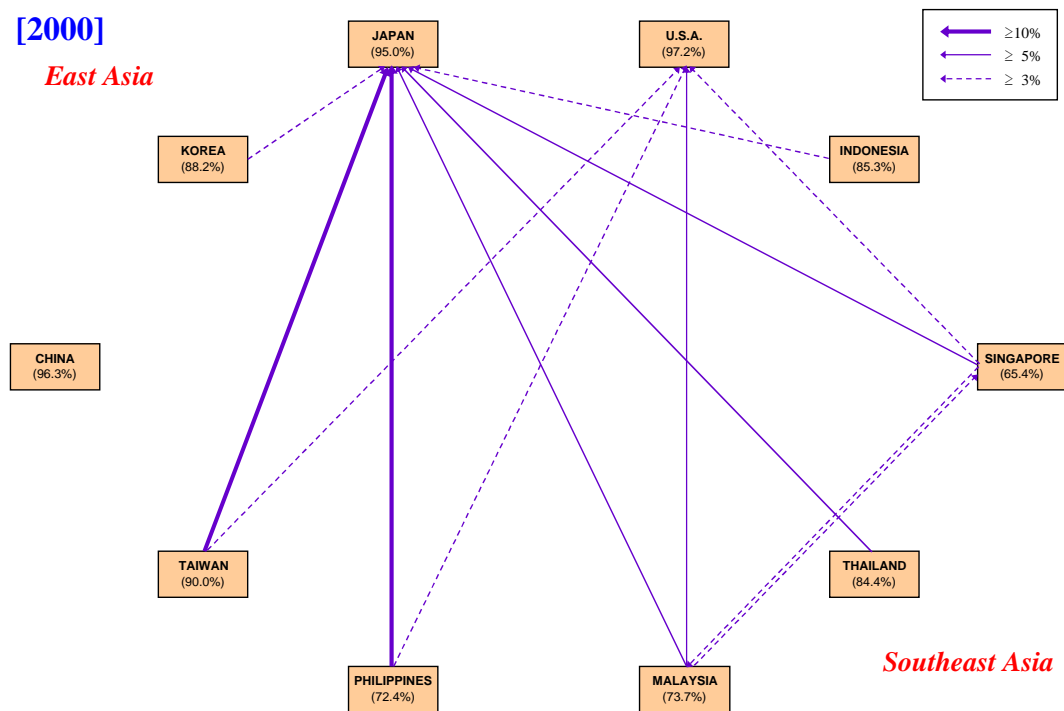 [2000]
East Asia
JAPAN
(95.0%)
U.S.A.
(97.2%)
≥10%
≥ 5%
≥ 3%
KOREA
(88.2%)
INDONESIA
(85.3%)
CHINA
(96.3%)
SINGAPORE
(65.4%)
TAIWAN
(90.0%)
THAILAND
(84.4%)
PHILIPPINES
(72.4%)
MALAYSIA
(73.7%)
Southeast Asia